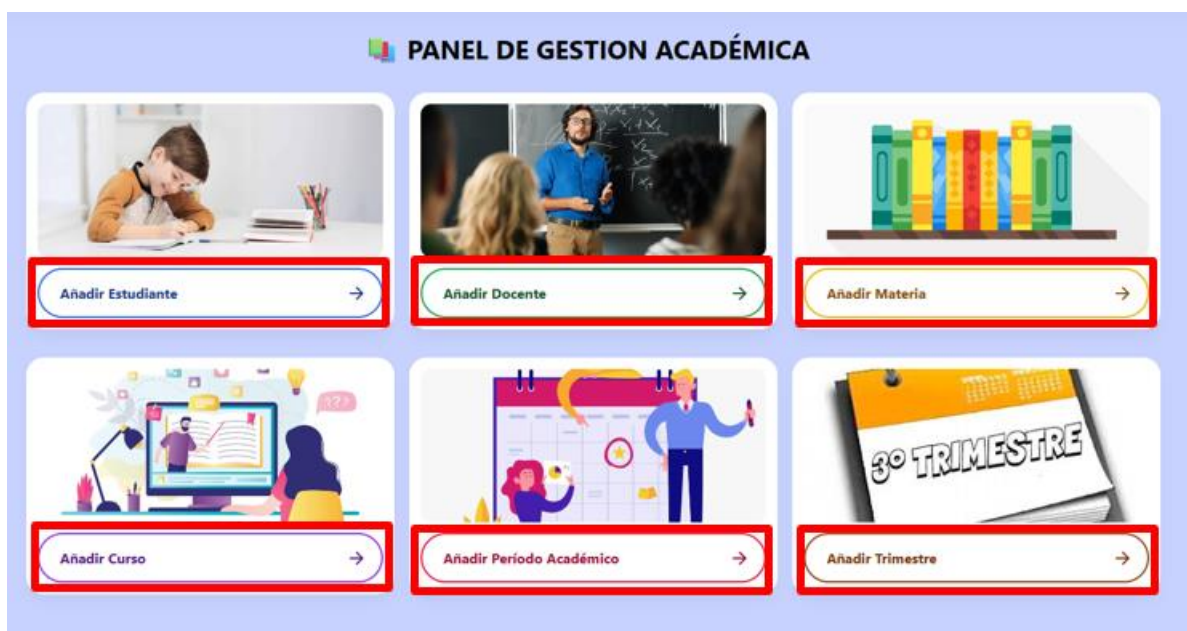 PANEL DE GESTION ACADÉMICA
Añadir Estudiante
Añadir Docente
Añadir Materia
???
3º TRIMESTRE
Añadir Curso
Añadir Período Académico
Añadir Trimestre